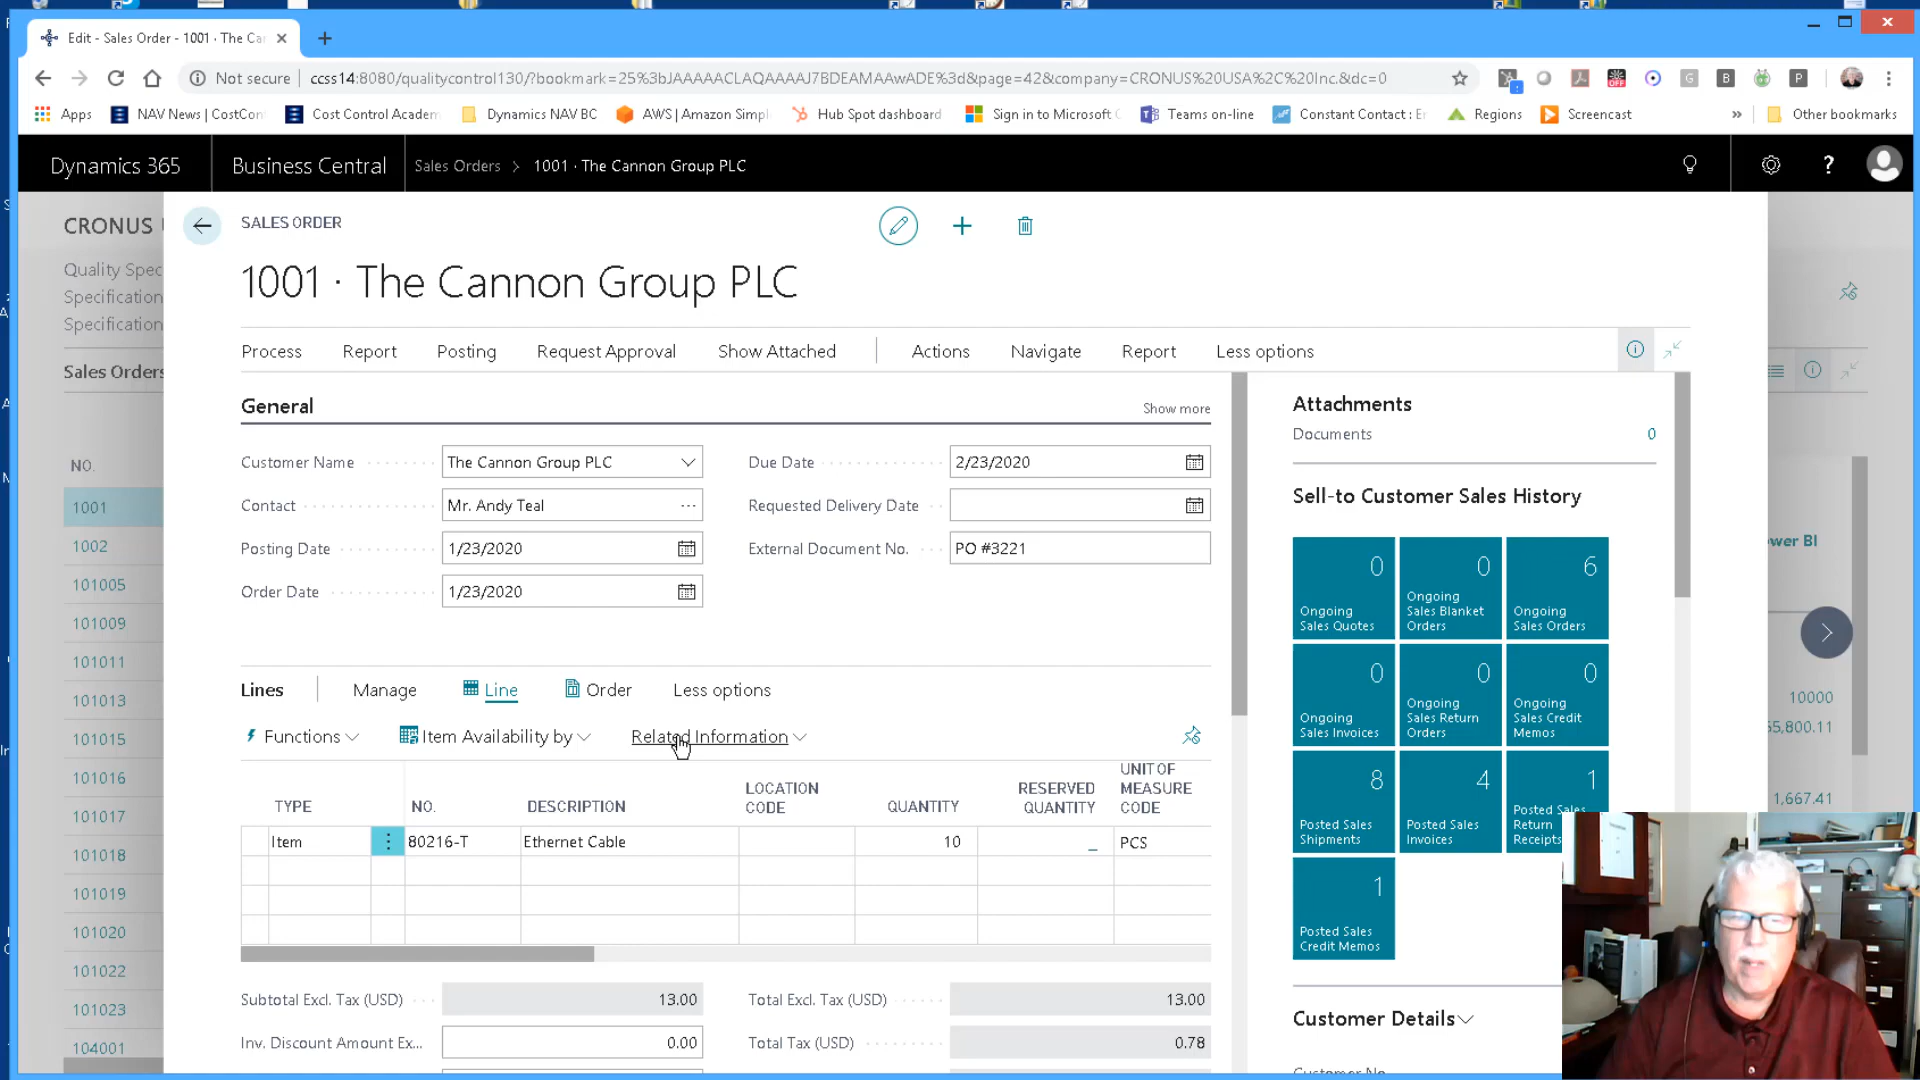 Edit - Sales Order - 1001 · The Ca
Not secure
ccss14:8080/qualitycontrol130/?bookmark=25%3bJAAAAACLAQAAAAJ7BDEAMAAwADE%3d&page=42&company=CRONUS%20USA%2C%20Inc.&dc=0
Apps
NAV News | CostCon
Cost Control Academ
Dynamics NAV BC
AWS | Amazon Simpl
Hub Spot dashboard
Sign in to Microsoft
Teams on-line
Constant Contact : E
Regions
Screencast
»
Other bookmarks
Dynamics 365
Business Central
Sales Orders > 1001 · The Cannon Group PLC
CRONUS
Quality Spec
Specification
Specification
Sales Orders
NO.
1001
1002
101005
101009
101011
101013
101015
101016
101017
101018
101019
101020
101022
101023
104001
SALES ORDER
1001 · The Cannon Group PLC
Process Report Posting Request Approval Show Attached Actions Navigate Report Less options
General
Show more
Customer Name The Cannon Group PLC
Contact Mr. Andy Teal
Posting Date 1/23/2020
Order Date 1/23/2020
Due Date 2/23/2020
Requested Delivery Date
External Document No. PO #3221
Lines Manage Line Order Less options
Functions Item Availability by Related Information
TYPE NO. DESCRIPTION LOCATION CODE QUANTITY RESERVED QUANTITY UNIT OF MEASURE CODE
Item 80216-T Ethernet Cable 10 _ PCS
Subtotal Excl. Tax (USD) 13.00
Inv. Discount Amount Ex... 0.00
Total Excl. Tax (USD) 13.00
Total Tax (USD) 0.78
Attachments
Documents 0
Sell-to Customer Sales History
0 Ongoing Sales Quotes
0 Ongoing Sales Blanket Orders
6 Ongoing Sales Orders
0 Ongoing Sales Invoices
0 Ongoing Sales Return Orders
0 Ongoing Sales Credit Memos
8 Posted Sales Shipments
4 Posted Sales Invoices
1 Posted Sales Return Receipts
1 Posted Sales Credit Memos
Customer Details
ower BI
10000
5,800.11
1,667.41